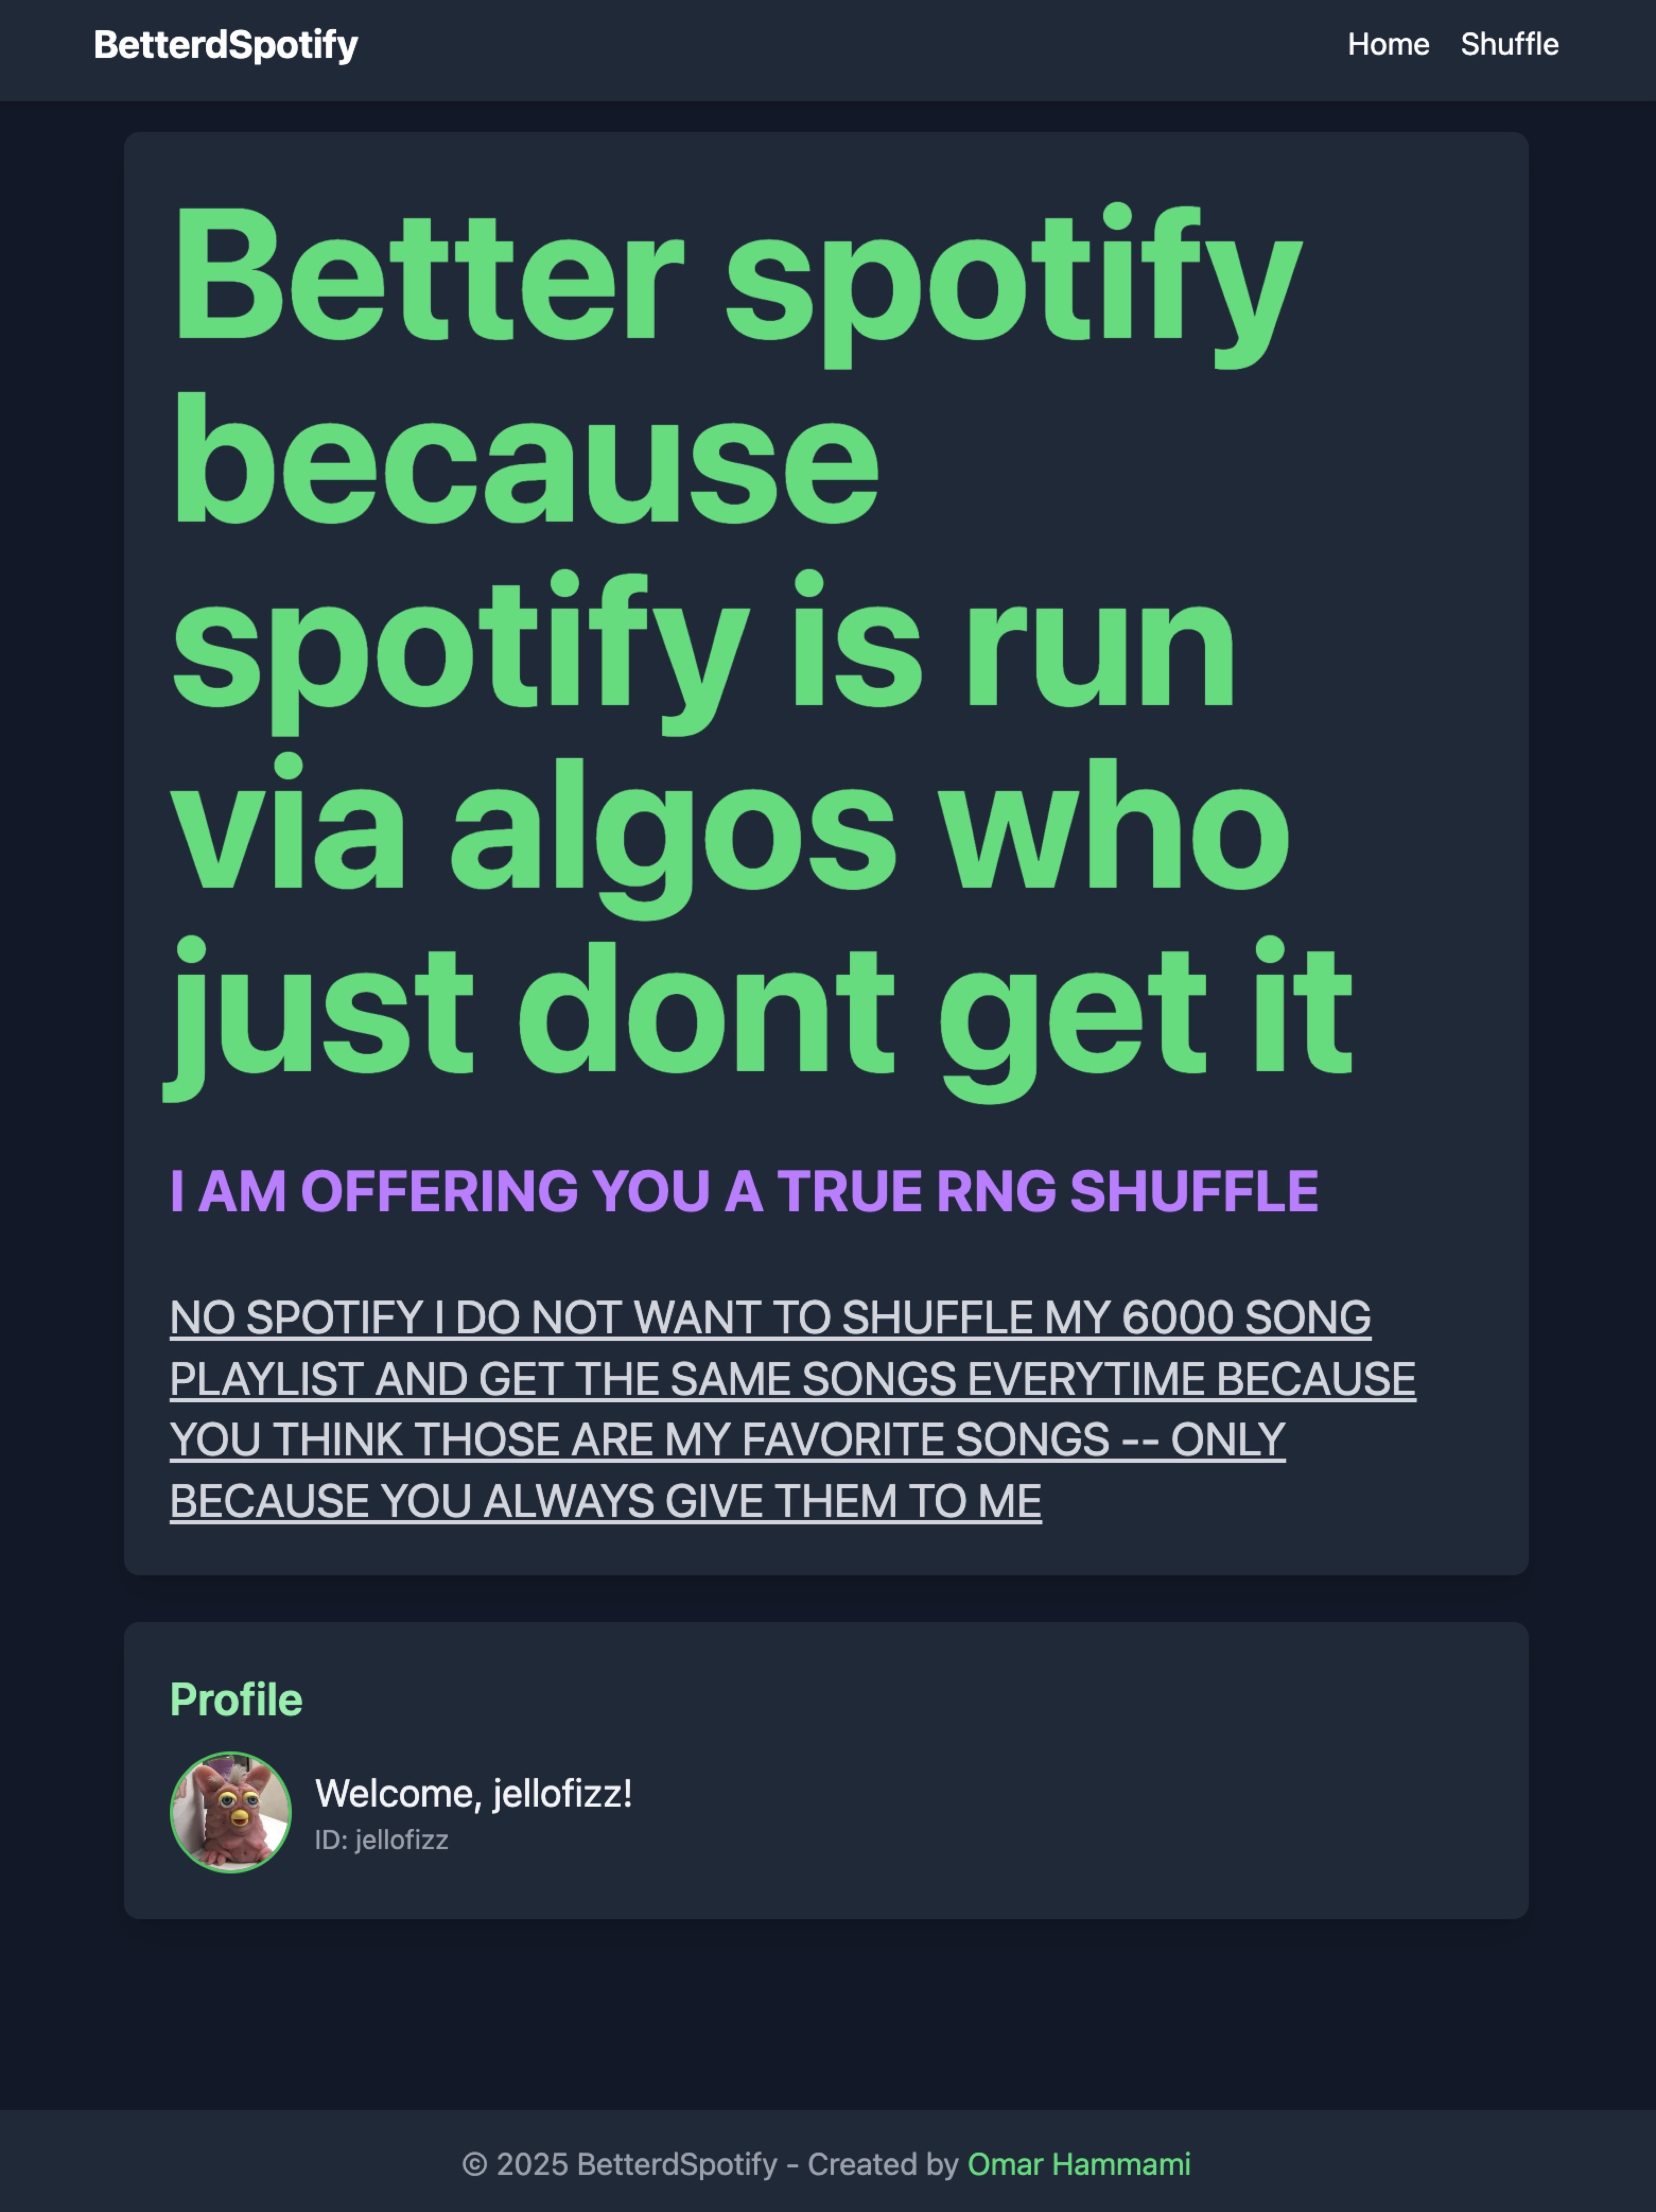 BetterdSpotify
Home Shuffle
Better spotify
because
spotify is run
via algos who
just dont get it
I AM OFFERING YOU A TRUE RNG SHUFFLE
NO SPOTIFY I DO NOT WANT TO SHUFFLE MY 6000 SONG
PLAYLIST AND GET THE SAME SONGS EVERYTIME BECAUSE
YOU THINK THOSE ARE MY FAVORITE SONGS -- ONLY
BECAUSE YOU ALWAYS GIVE THEM TO ME
Profile
Welcome, jellofizz!
ID: jellofizz
© 2025 BetterdSpotify - Created by Omar Hammami